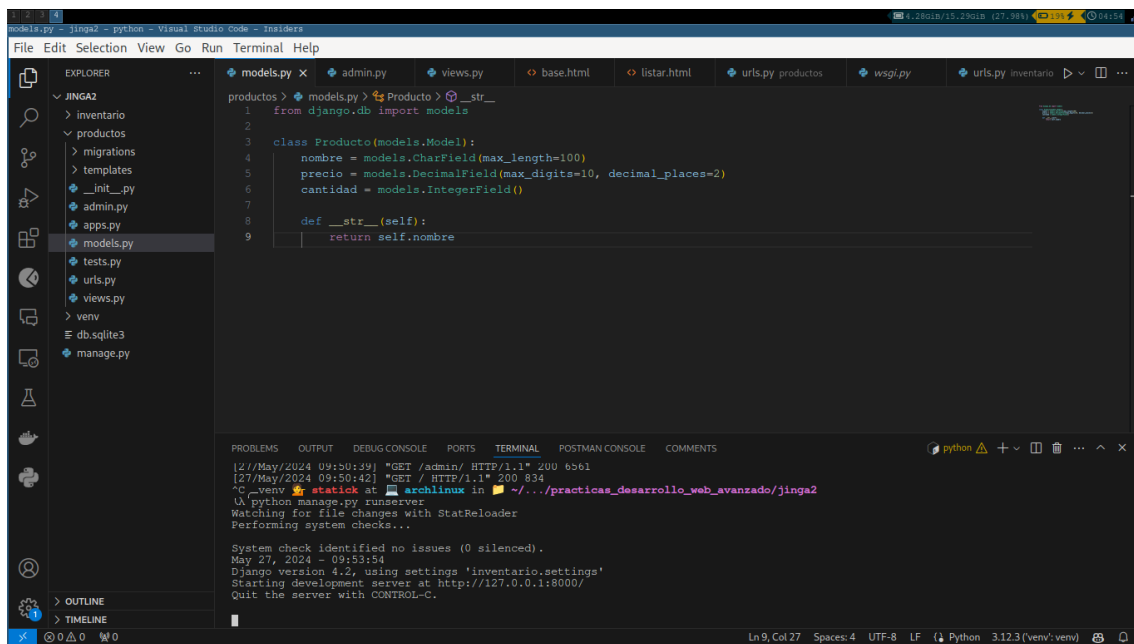 1 2 3 4
4.28GiB/15.29GiB (27.98%) 19% 04:54
models.py - jinga2 - python - Visual Studio Code - Insiders
File Edit Selection View Go Run Terminal Help
EXPLORER ...
models.py × admin.py views.py base.html listar.html urls.py productos wsgi.py urls.py inventario ...
JINGA2
inventario
productos
migrations
templates
__init__.py
admin.py
apps.py
models.py
tests.py
urls.py
views.py
venv
db.sqlite3
manage.py
OUTLINE
TIMELINE
1
productos > models.py > Producto > __str__
1 from django.db import models
2
3 class Producto(models.Model):
4 nombre = models.CharField(max_length=100)
5 precio = models.DecimalField(max_digits=10, decimal_places=2)
6 cantidad = models.IntegerField()
7
8 def __str__(self):
9 return self.nombre
PROBLEMS OUTPUT DEBUG CONSOLE PORTS TERMINAL POSTMAN CONSOLE COMMENTS
python
[27/May/2024 09:50:39] "GET /admin/ HTTP/1.1" 200 6561
[27/May/2024 09:50:42] "GET / HTTP/1.1" 200 834
^C venv statick at archlinux in ~/.../practicas_desarrollo_web_avanzado/jinga2
λ python manage.py runserver
Watching for file changes with StatReloader
Performing system checks...
System check identified no issues (0 silenced).
May 27, 2024 - 09:53:54
Django version 4.2, using settings 'inventario.settings'
Starting development server at http://127.0.0.1:8000/
Quit the server with CONTROL-C.
0 0 0 Ln 9, Col 27 Spaces: 4 UTF-8 LF Python 3.12.3 ('venv': venv)